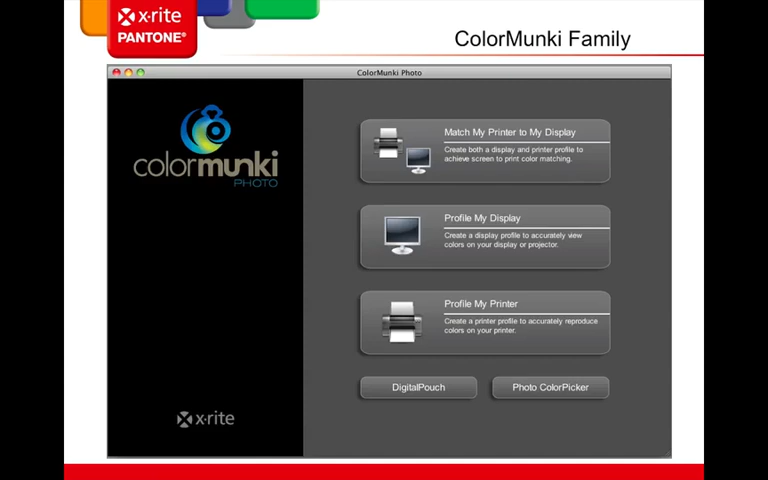 x·rite
PANTONE®
ColorMunki Family
ColorMunki Photo
colormunki
PHOTO
Match My Printer to My Display
Create both a display and printer profile to
achieve screen to print color matching.
Profile My Display
Create a display profile to accurately view
colors on your display or projector.
Profile My Printer
Create a printer profile to accurately reproduce
colors on your printer.
DigitalPouch
Photo ColorPicker
x·rite